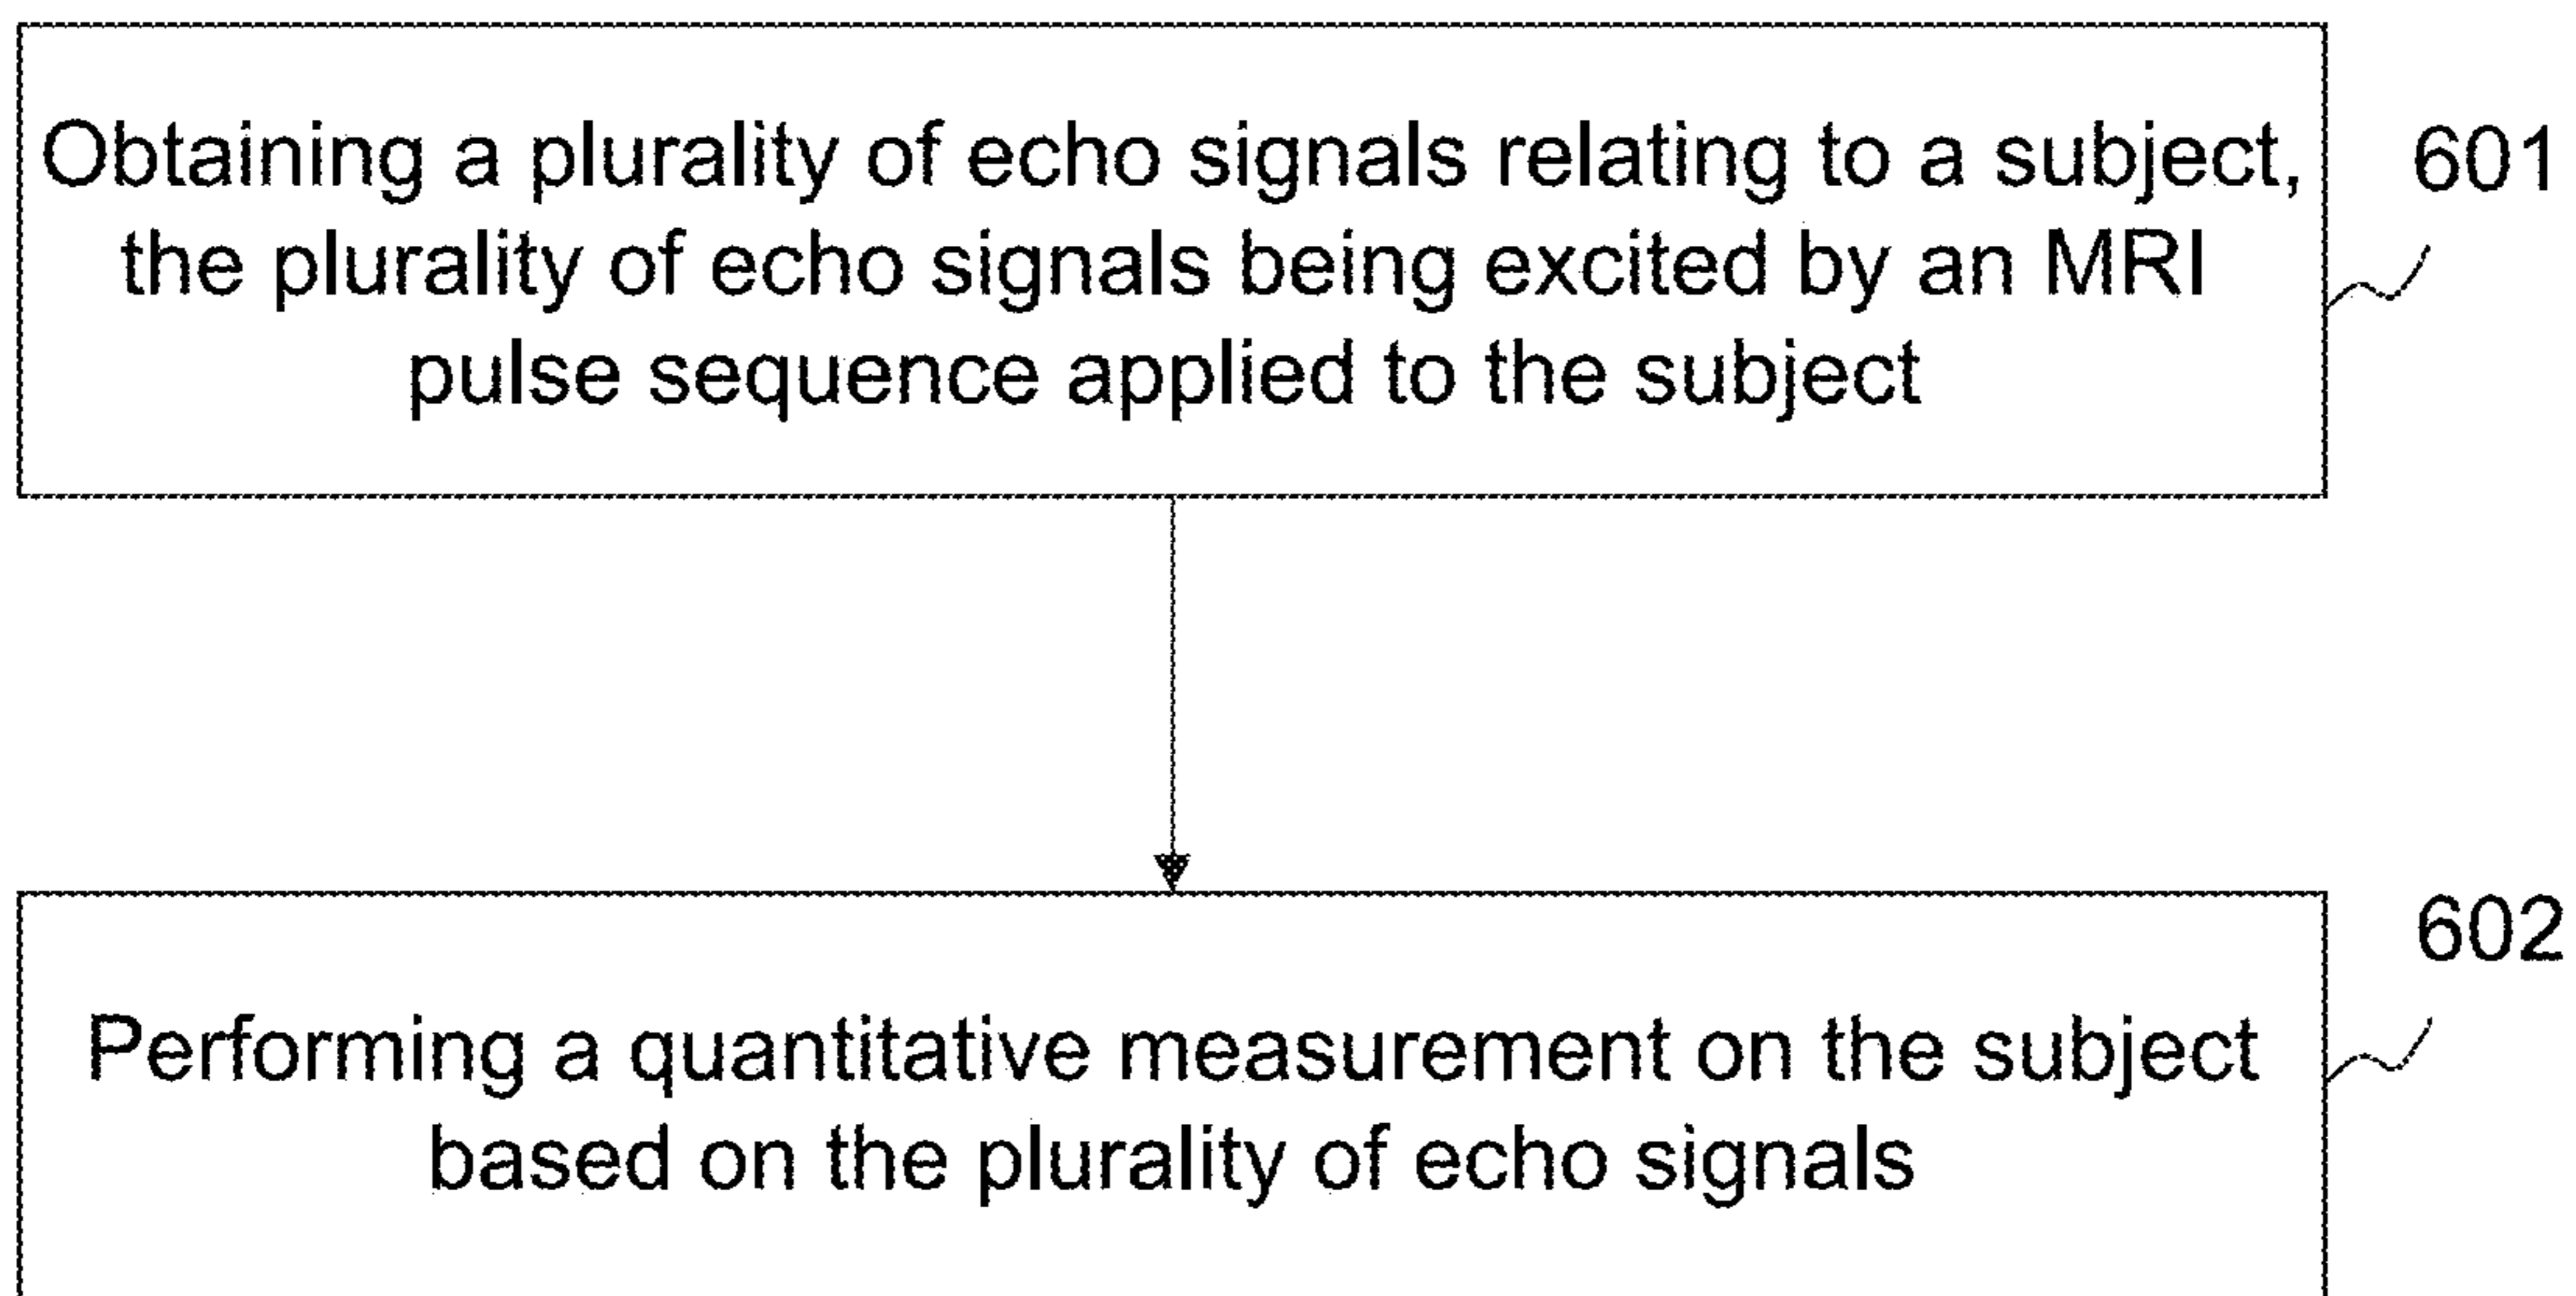 Obtaining a plurality of echo signals relating to a subject,
the plurality of echo signals being excited by an MRI
pulse sequence applied to the subject
601
Performing a quantitative measurement on the subject
based on the plurality of echo signals
602